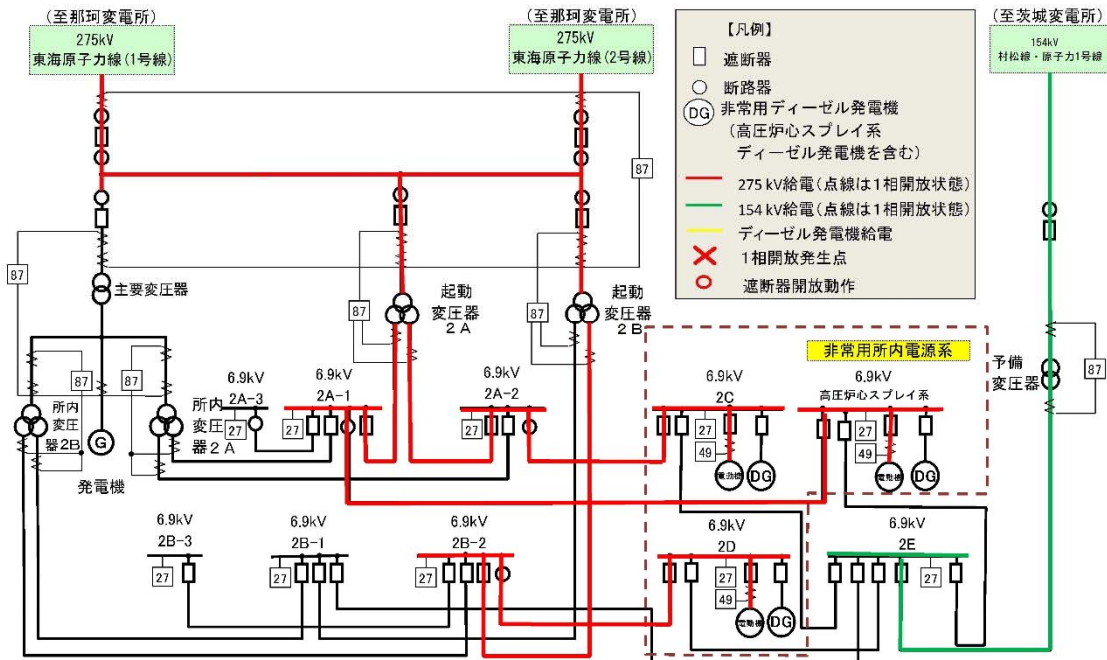 (至那珂変電所)
275kV
東海原子力線(1号線)
(至那珂変電所)
275kV
東海原子力線(2号線)
(至茨城変電所)
154kV
村松線・原子力1号線
【凡例】
遮断器
断路器
DG
非常用ディーゼル発電機
(高圧炉心スプレイ系
ディーゼル発電機を含む)
275kV給電(点線は1相開放状態)
154kV給電(点線は1相開放状態)
ディーゼル発電機給電
1相開放発生点
遮断器開放動作
87
87
主要変圧器
87
起動
変圧器
2A
87
起動
変圧器
2B
非常用所内電源系
予備
変圧器
87
87
87
所内
変圧
器2B
G
発電機
所内
変圧
器2A
6.9kV
2A-3
27
6.9kV
2A-1
27
6.9kV
2A-2
27
6.9kV
2C
27
49
電動機
DG
6.9kV
高圧炉心スプレイ系
27
49
電動機
DG
6.9kV
2B-3
27
6.9kV
2B-1
27
6.9kV
2B-2
27
6.9kV
2D
27
49
電動機
DG
6.9kV
2E
27